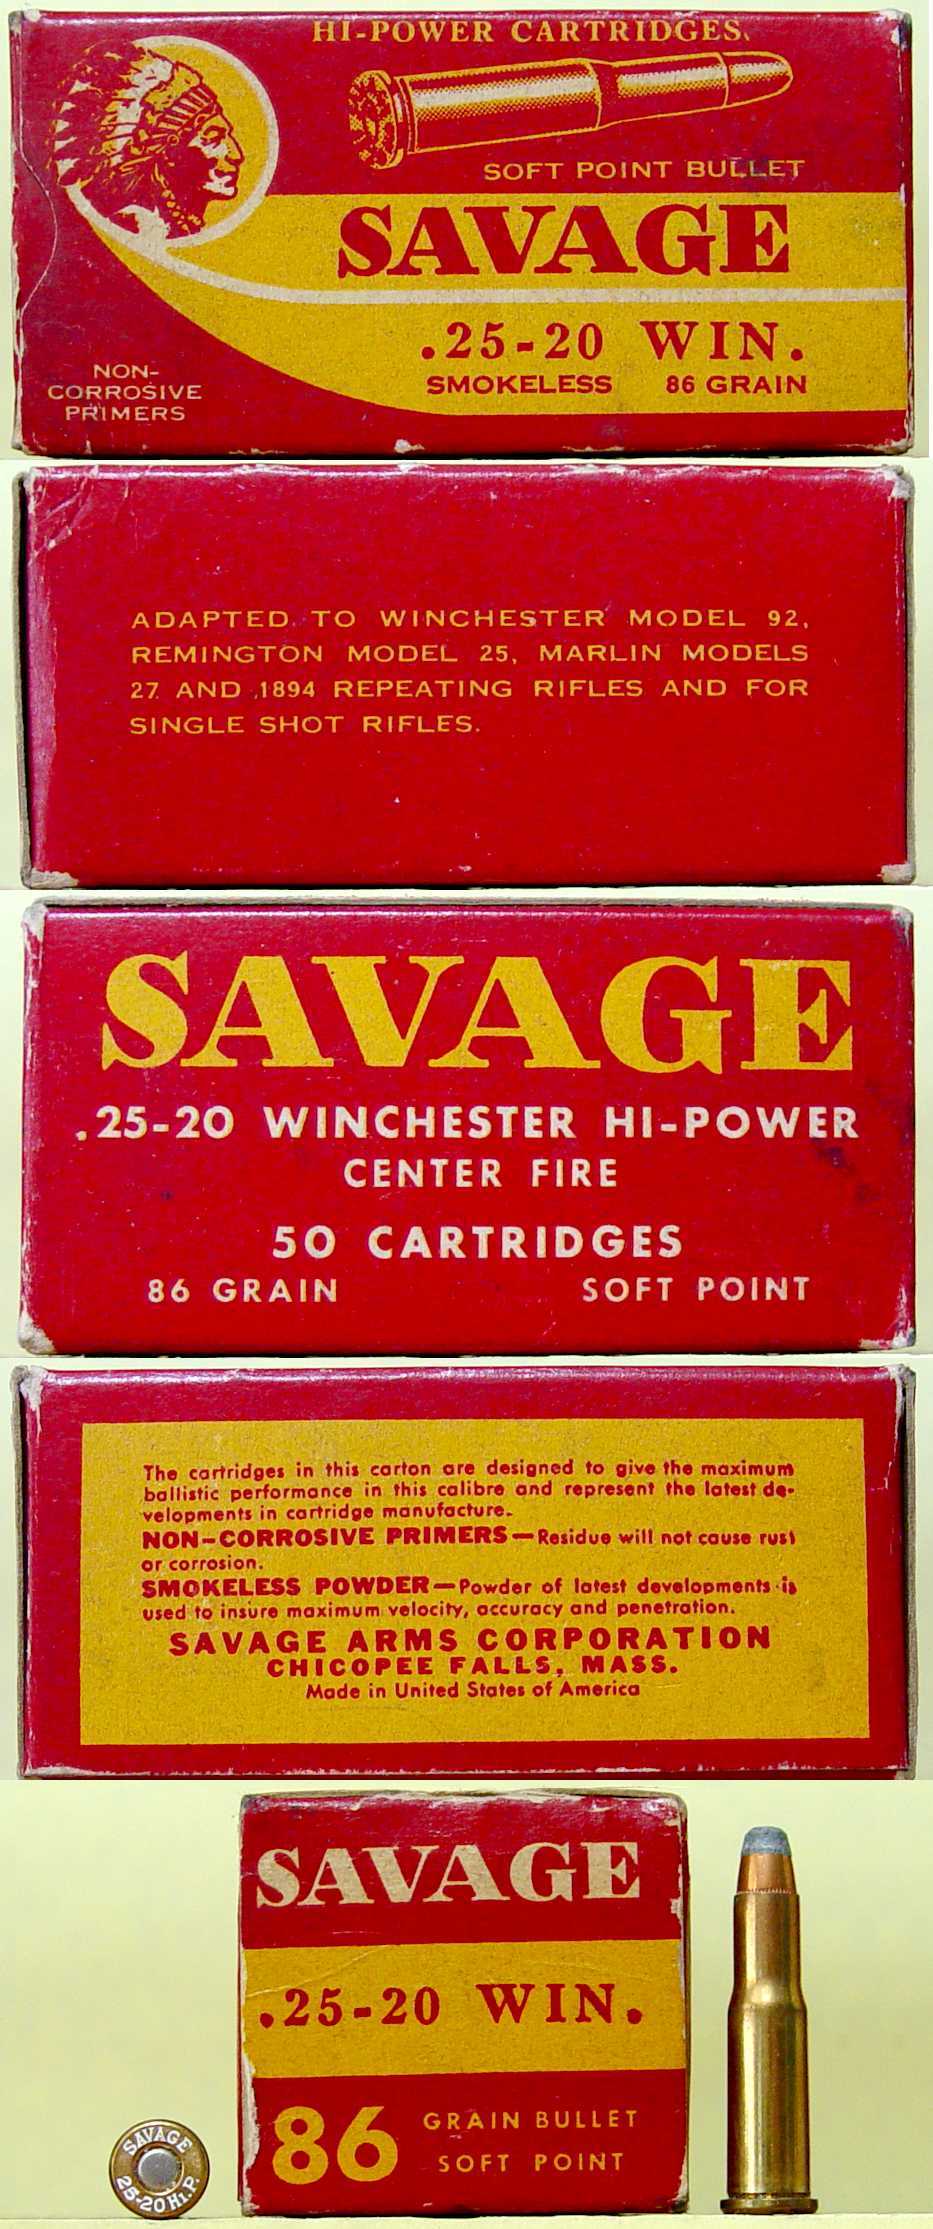 HI-POWER CARTRIDGES.
SOFT POINT BULLET
SAVAGE
.25-20 WIN.
SMOKELESS 86 GRAIN
NON-
CORROSIVE
PRIMERS
ADAPTED TO WINCHESTER MODEL 92,
REMINGTON MODEL 25, MARLIN MODELS
27 AND 1894 REPEATING RIFLES AND FOR
SINGLE SHOT RIFLES.
SAVAGE
.25-20 WINCHESTER HI-POWER
CENTER FIRE
50 CARTRIDGES
86 GRAIN SOFT POINT
The cartridges in this carton are designed to give the maximum
ballistic performance in this calibre and represent the latest de-
velopments in cartridge manufacture.
NON-CORROSIVE PRIMERS—Residue will not cause rust
or corrosion.
SMOKELESS POWDER—Powder of latest developments is
used to insure maximum velocity, accuracy and penetration.
SAVAGE ARMS CORPORATION
CHICOPEE FALLS, MASS.
Made in United States of America
SAVAGE
.25-20 WIN.
86 GRAIN BULLET
SOFT POINT
SAVAGE
25-20 HI.P.